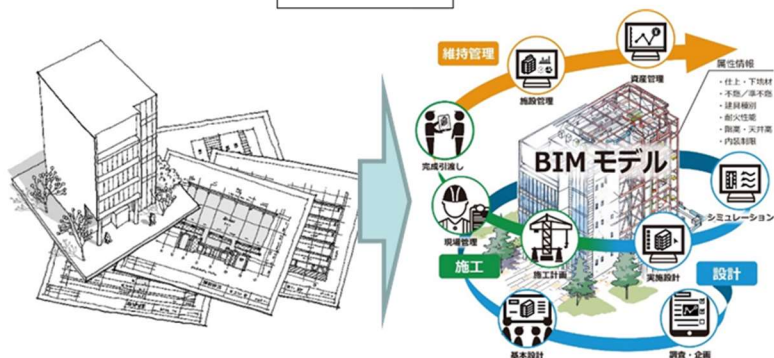 維持管理
資産管理
施設管理
属性情報
・仕上・下地材
・不燃/準不燃
・建具種別
・耐火性能
・階高・天井高
・内装制限
完成引渡し
BIM モデル
シミュレーション
現場管理
施工
施工計画
実施設計
設計
基本設計
調査・企画